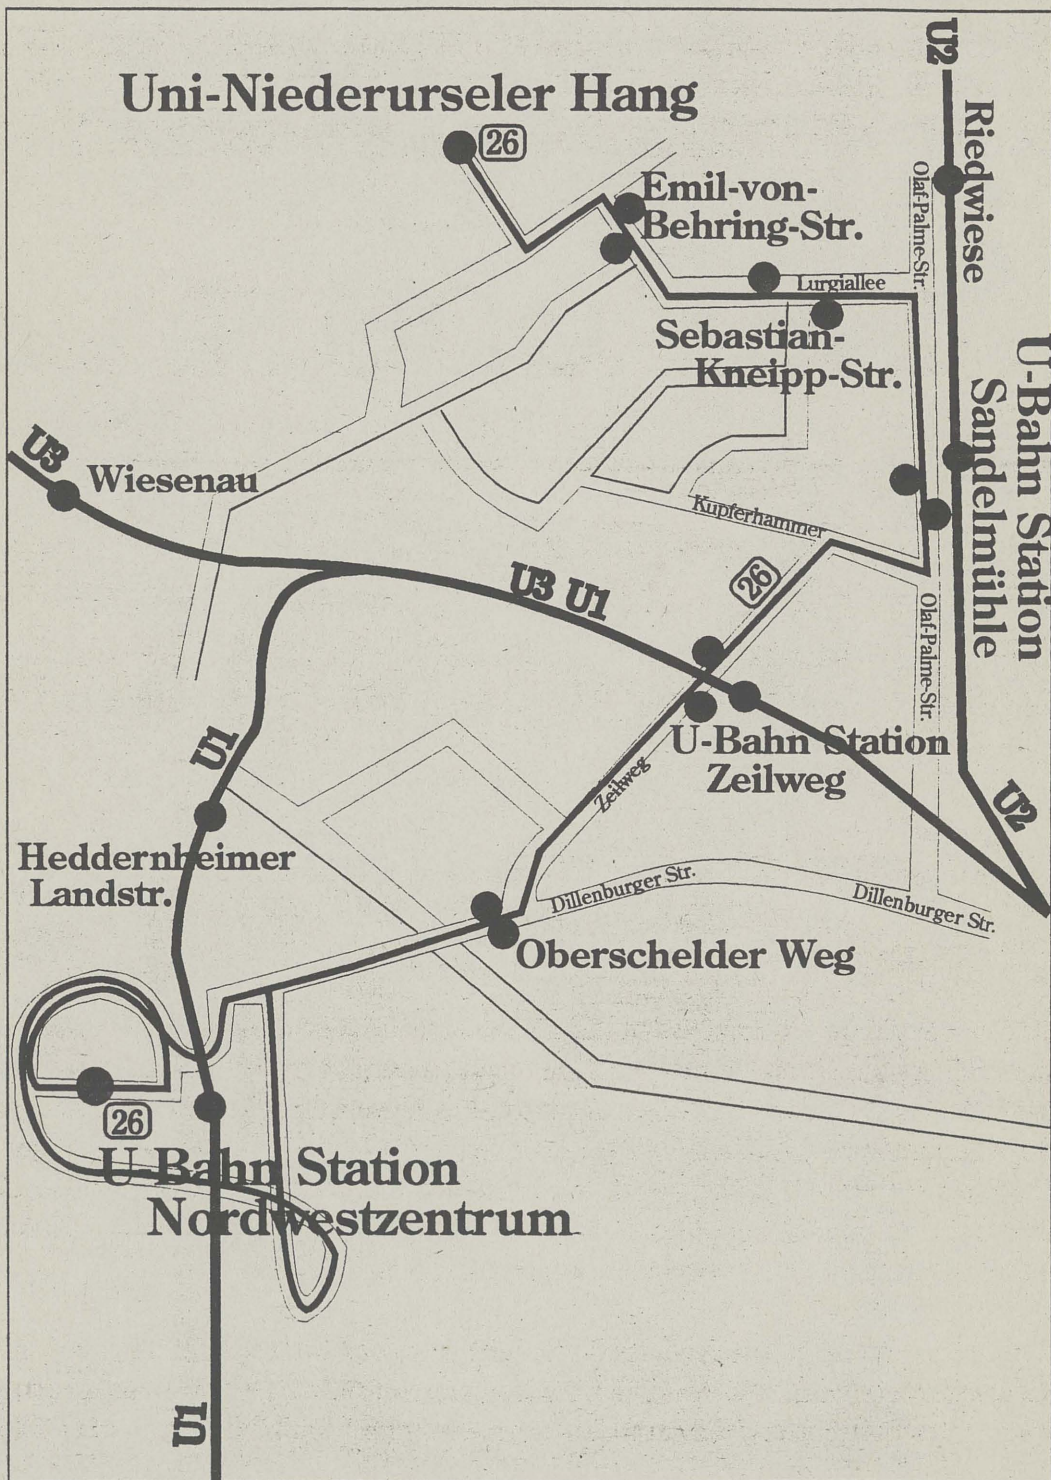 U2
Uni-Niederurseler Hang
26
Riedwiese
Olaf-Palme-Str.
Emil-von-
Behring-Str.
Lurgiallee
Sebastian-
Kneipp-Str.
U-Bahn Station
Sandelmühle
U3
Wiesenau
Kupferhammer
U3 U1
26
Olaf-Palme-Str.
U1
U-Bahn Station
Zeilweg
Zeilweg
U2
Heddernheimer
Landstr.
Dillenburger Str.
Dillenburger Str.
Oberschelder Weg
26
U-Bahn Station
Nordwestzentrum
U1